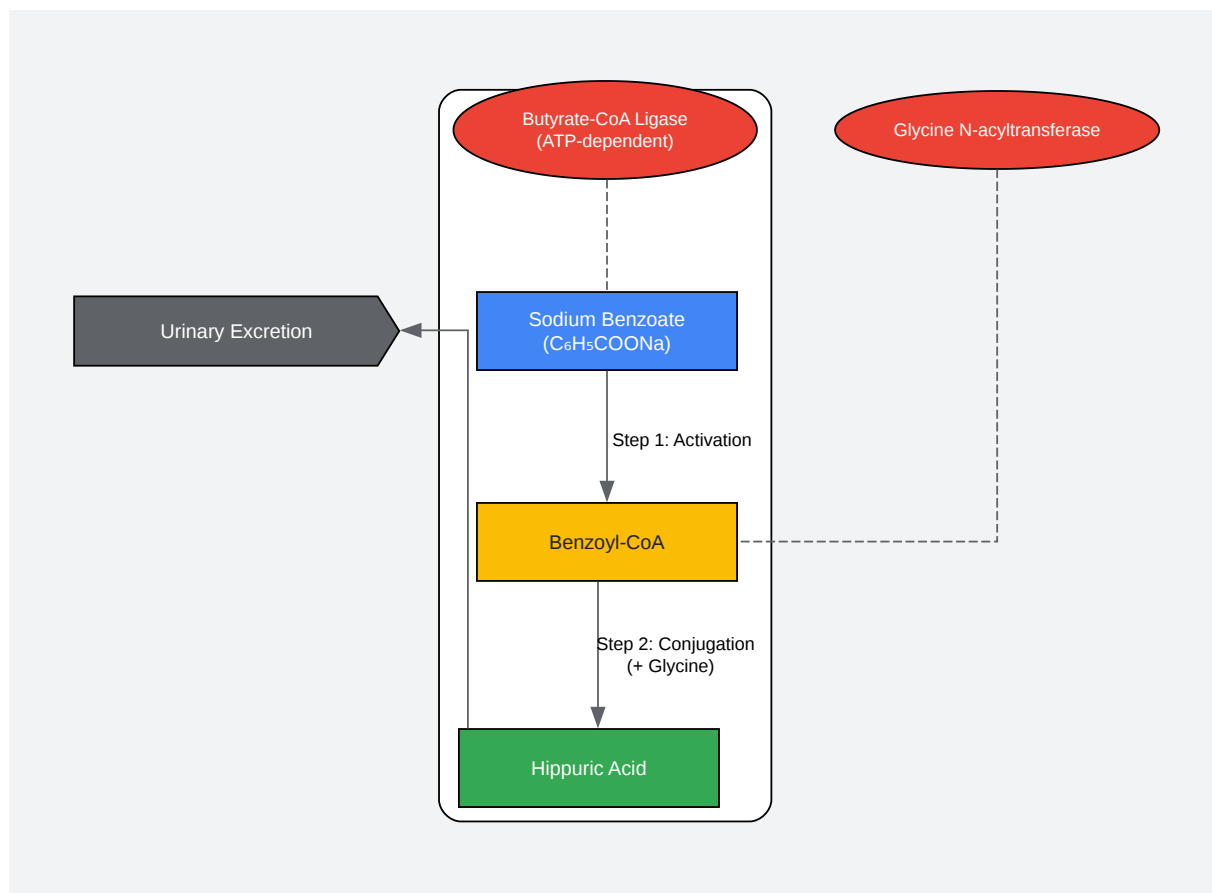 Butyrate-CoA Ligase
(ATP-dependent)
Glycine N-acyltransferase
Urinary Excretion
Sodium Benzoate
(C₆H₅COONa)
Step 1: Activation
Benzoyl-CoA
Step 2: Conjugation
(+ Glycine)
Hippuric Acid